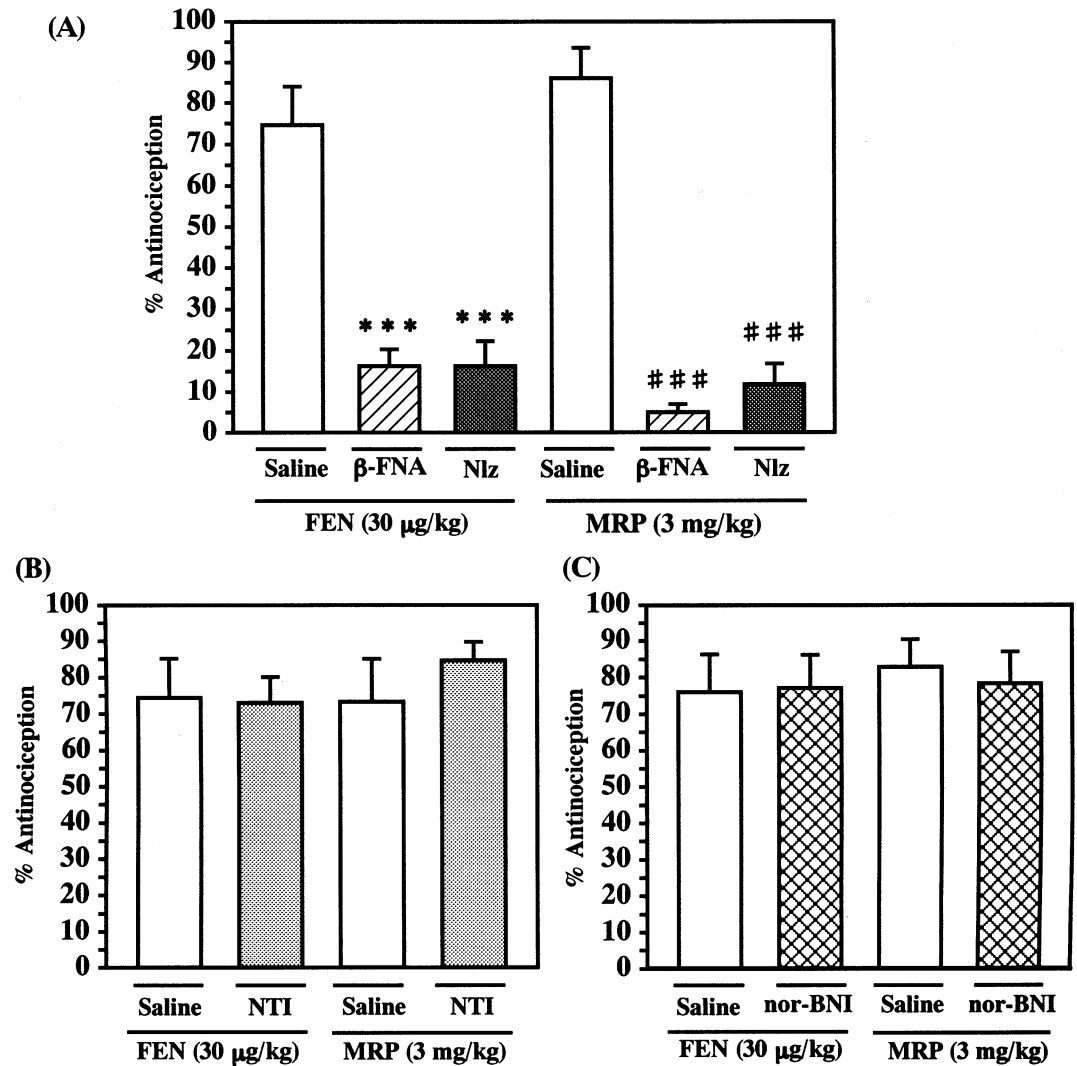 (A)
100
90
80
70
60
50
40
30
20
10
0
% Antinociception
* * *
* * *
# # #
# # #
Saline β-FNA Nlz Saline β-FNA Nlz
FEN (30 μg/kg) MRP (3 mg/kg)
(B)
100
90
80
70
60
50
40
30
20
10
0
% Antinociception
Saline NTI Saline NTI
FEN (30 μg/kg) MRP (3 mg/kg)
(C)
100
90
80
70
60
50
40
30
20
10
0
% Antinociception
Saline nor-BNI Saline nor-BNI
FEN (30 μg/kg) MRP (3 mg/kg)